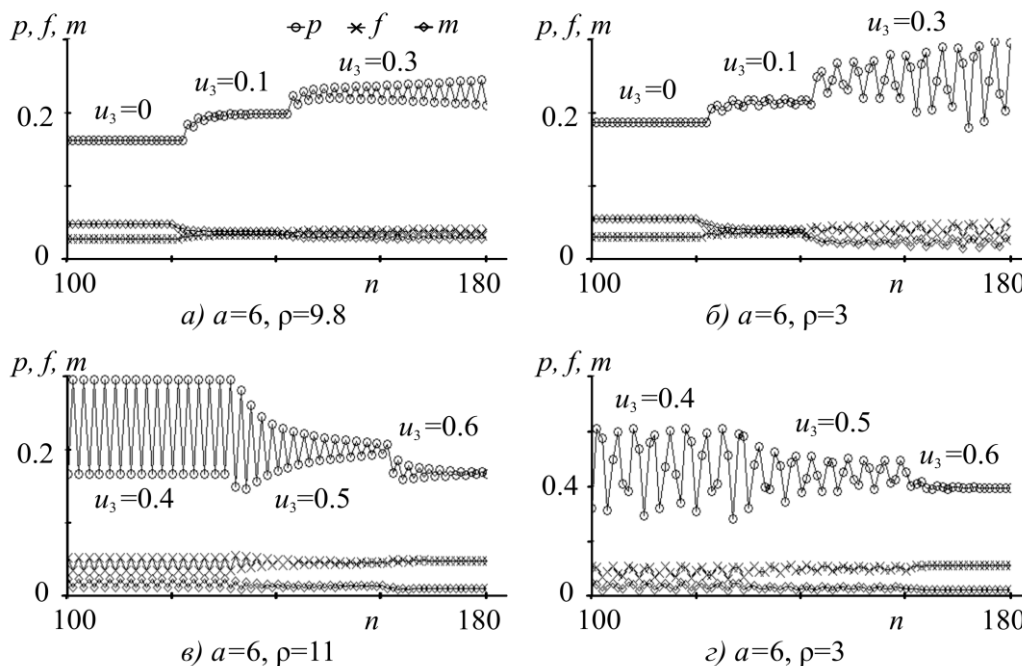 p, f, m
p f m
u₃=0
u₃=0.1
u₃=0.3
0.2
0
100 n 180
а) a=6, ρ=9.8
p, f, m
u₃=0
u₃=0.1
u₃=0.3
0.2
0
100 n 180
б) a=6, ρ=3
p, f, m
0.2
u₃=0.4
u₃=0.5
u₃=0.6
0
100 n 180
в) a=6, ρ=11
p, f, m
u₃=0.4
u₃=0.5
u₃=0.6
0.4
0
100 n 180
г) a=6, ρ=3